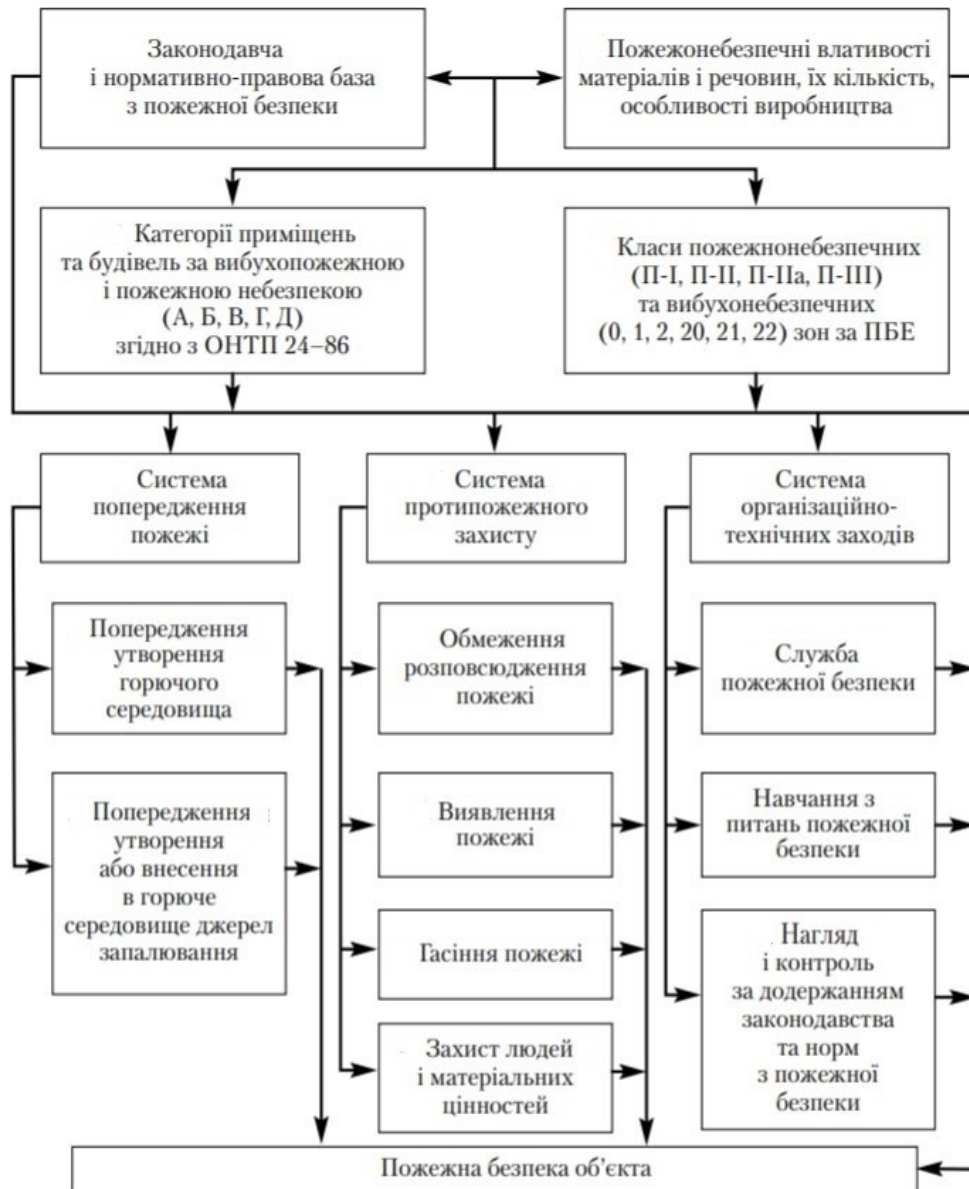 Законодавча
і нормативно-правова база
з пожежної безпеки
Пожежонебезпечні влативості
матеріалів і речовин, їх кількість,
особливості виробництва
Категорії приміщень
та будівель за вибухопожежною
і пожежною небезпекою
(А, Б, В, Г, Д)
згідно з ОНТП 24–86
Класи пожежнонебезпечних
(П-І, П-ІІ, П-ІІа, П-ІІІ)
та вибухонебезпечних
(0, 1, 2, 20, 21, 22) зон за ПБЕ
Система
попередження
пожежі
Система
протипожежного
захисту
Система
організаційно-
технічних заходів
Попередження
утворення
горючого
середовища
Обмеження
розповсюдження
пожежі
Служба
пожежної безпеки
Попередження
утворення
або внесення
в горюче
середовище джерел
запалювання
Виявлення
пожежі
Навчання з
питань пожежної
безпеки
Гасіння пожежі
Нагляд
і контроль
за додержанням
законодавства
та норм
з пожежної
безпеки
Захист людей
і матеріальних
цінностей
Пожежна безпека об’єкта